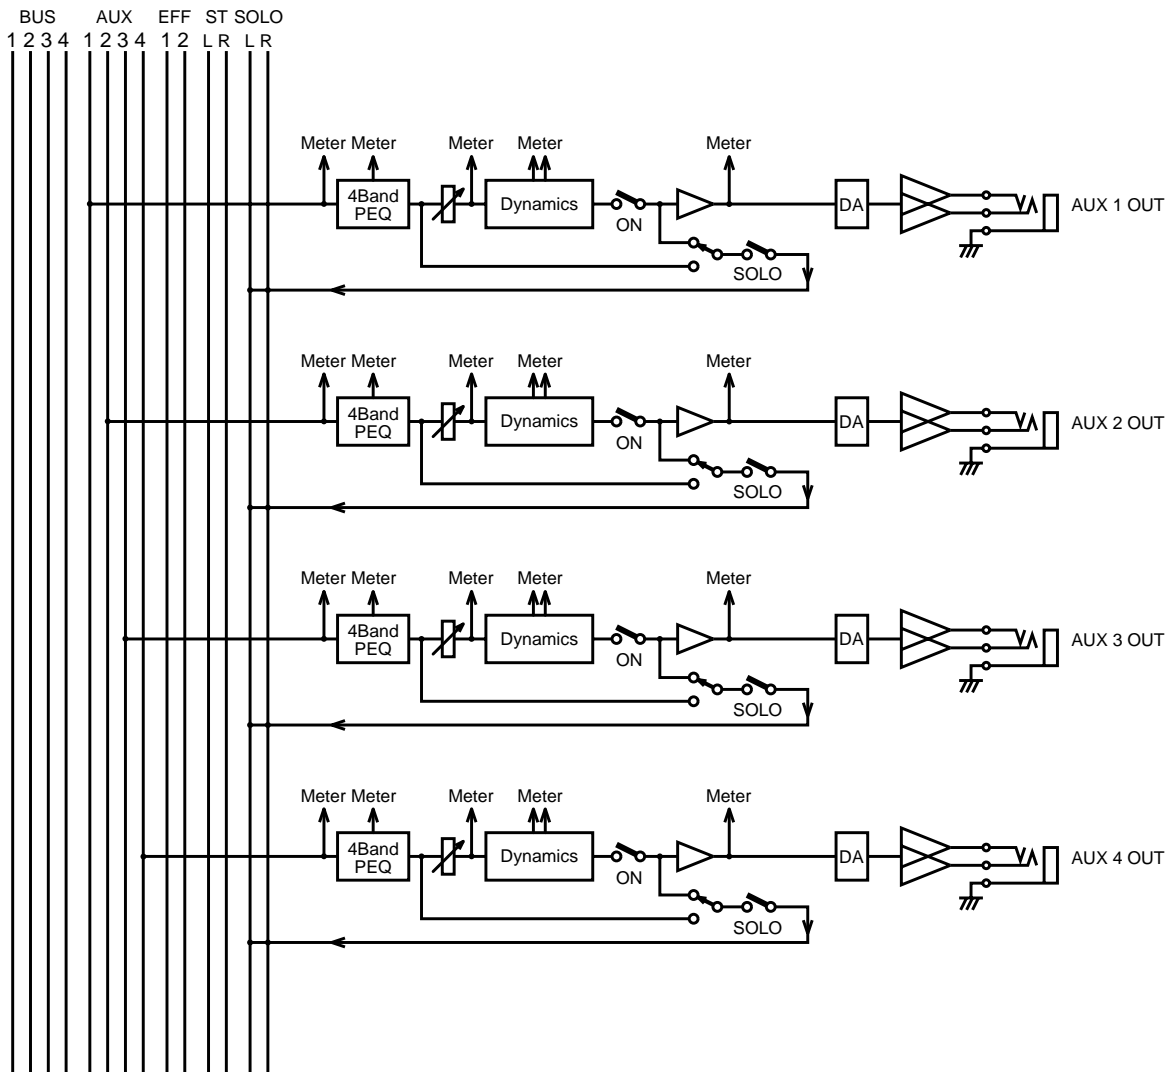 BUS AUX EFF ST SOLO
1 2 3 4 1 2 3 4 1 2 L R L R
Meter Meter Meter Meter Meter
4Band
PEQ
Dynamics
ON
SOLO
DA
AUX 1 OUT
Meter Meter Meter Meter Meter
4Band
PEQ
Dynamics
ON
SOLO
DA
AUX 2 OUT
Meter Meter Meter Meter Meter
4Band
PEQ
Dynamics
ON
SOLO
DA
AUX 3 OUT
Meter Meter Meter Meter Meter
4Band
PEQ
Dynamics
ON
SOLO
DA
AUX 4 OUT